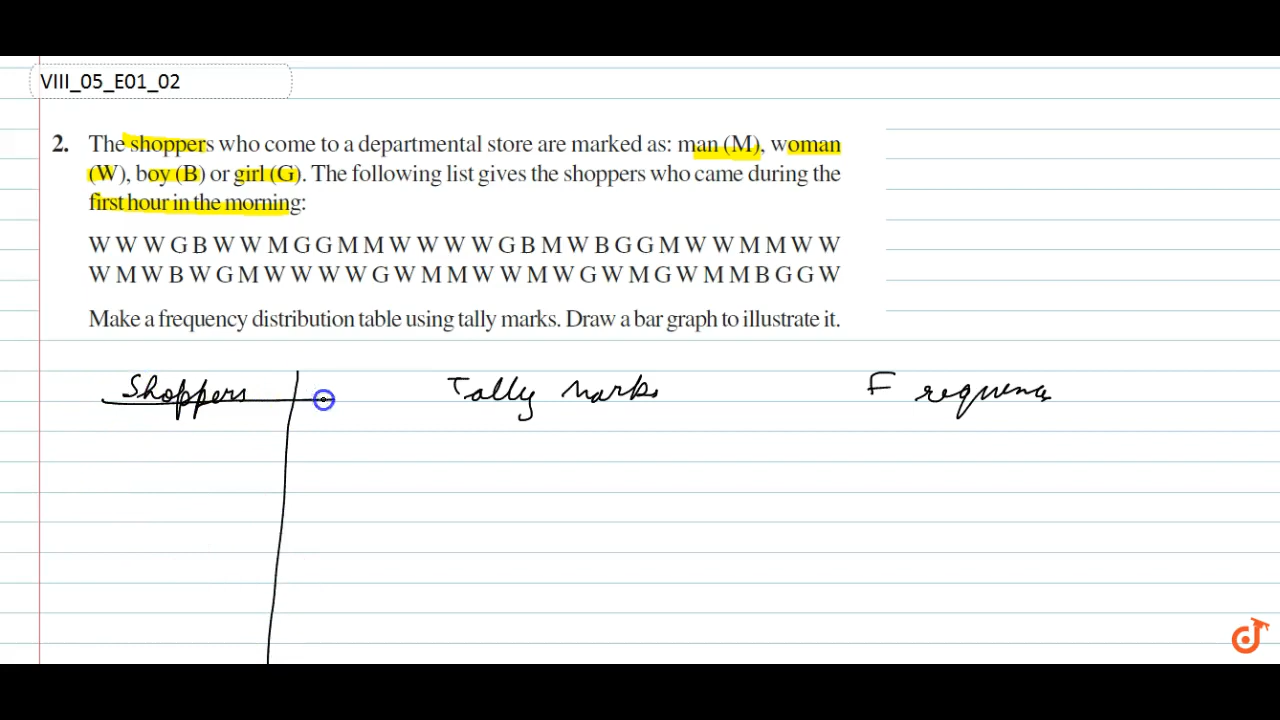 VIII_05_E01_02
2. The shoppers who come to a departmental store are marked as: man (M), woman
(W), boy (B) or girl (G). The following list gives the shoppers who came during the
first hour in the morning:
W W W G B W W M G G M M W W W W G B M W B G G M W W M M W W
W M W B W G M W W W W G W M M W W M W G W M G W M M B G G W
Make a frequency distribution table using tally marks. Draw a bar graph to illustrate it.
Shoppers Tally marks Frequenc